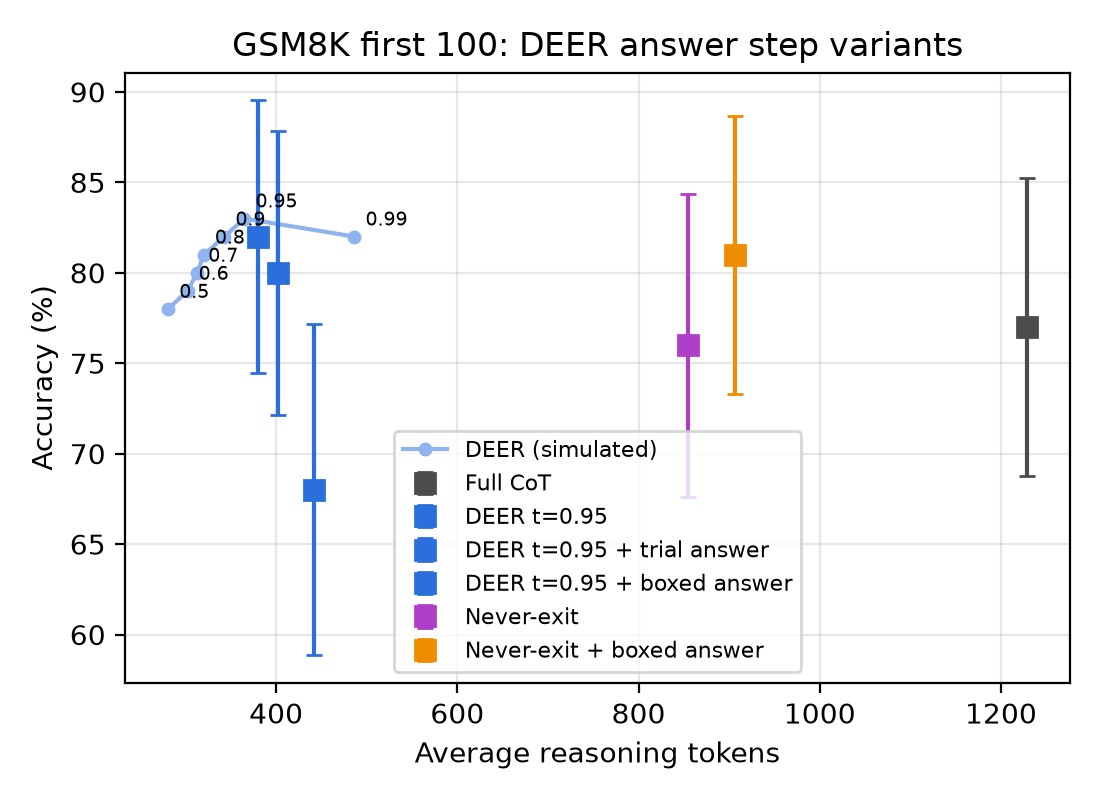 GSM8K first 100: DEER answer step variants
90
85
80
75
70
65
60
Accuracy (%)
0.95
0.9
0.99
0.8
0.7
0.6
0.5
DEER (simulated)
Full CoT
DEER t=0.95
DEER t=0.95 + trial answer
DEER t=0.95 + boxed answer
Never-exit
Never-exit + boxed answer
400 600 800 1000 1200
Average reasoning tokens